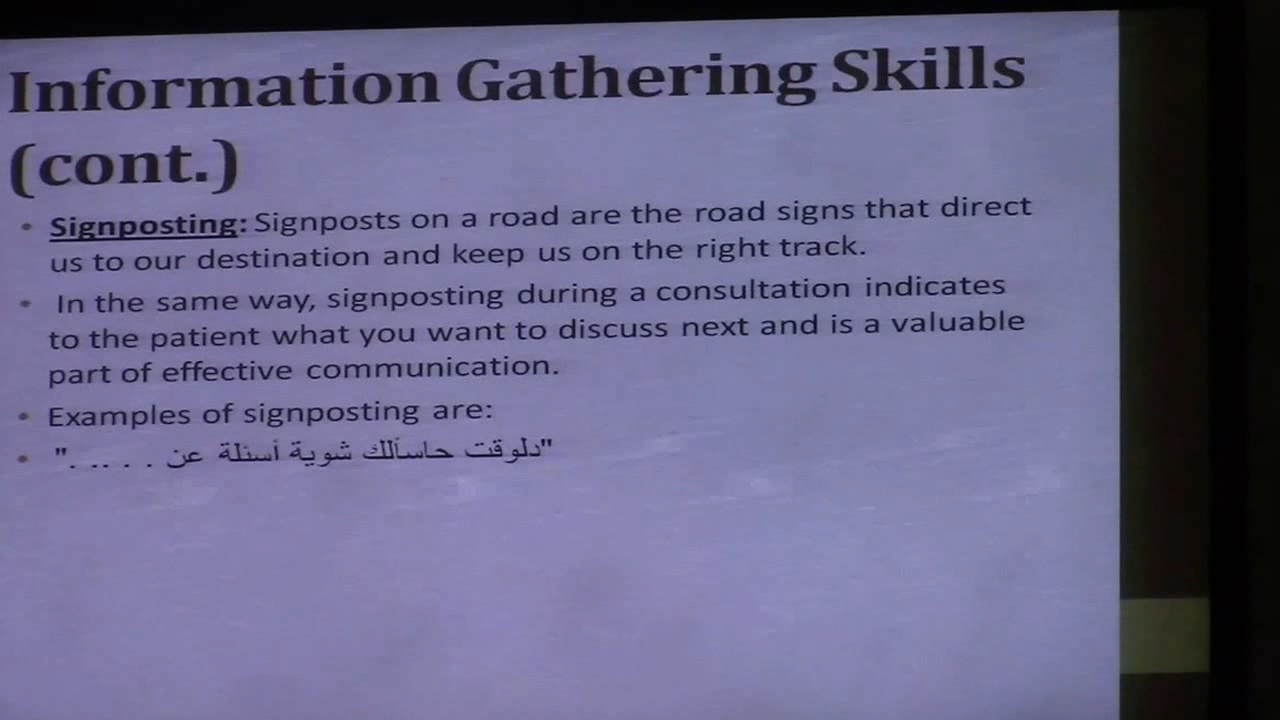 Information Gathering Skills
(cont.)
• Signposting: Signposts on a road are the road signs that direct
us to our destination and keep us on the right track.
• In the same way, signposting during a consultation indicates
to the patient what you want to discuss next and is a valuable
part of effective communication.
• Examples of signposting are:
• "دلوقت حاسألك شوية أسئلة عن . . .. ."